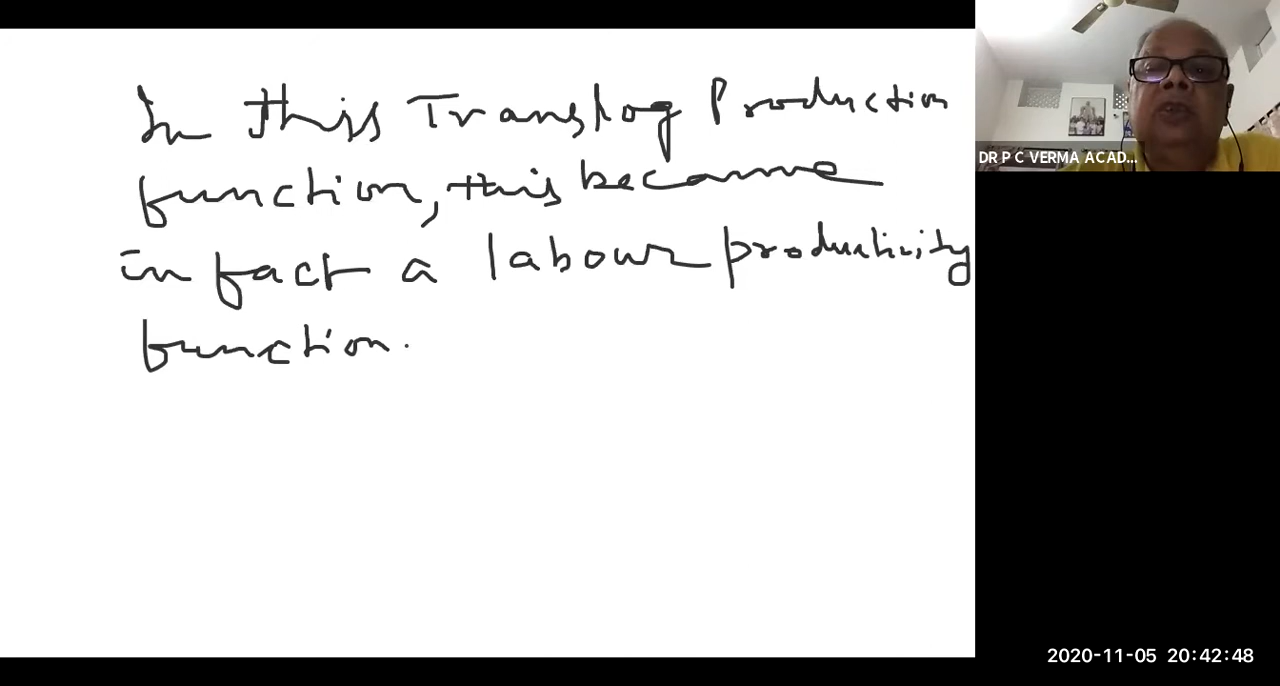 In this Translog Production
function, this became
in fact a labour productivity
function.
DR P C VERMA ACAD...
2020-11-05 20:42:48